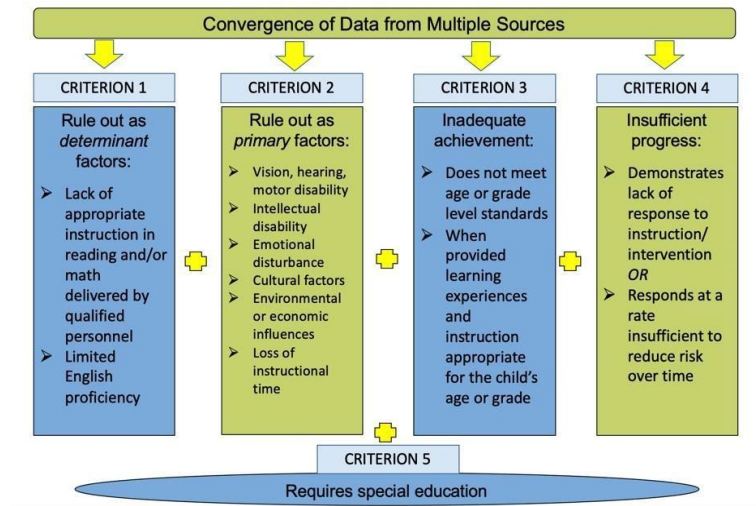 Convergence of Data from Multiple Sources
CRITERION 1
Rule out as
determinant
factors:
➢ Lack of
appropriate
instruction in
reading and/or
math
delivered by
qualified
personnel
➢ Limited
English
proficiency
CRITERION 2
Rule out as
primary factors:
➢ Vision, hearing,
motor disability
➢ Intellectual
disability
➢ Emotional
disturbance
➢ Cultural factors
➢ Environmental
or economic
influences
➢ Loss of
instructional
time
CRITERION 3
Inadequate
achievement:
➢ Does not meet
age or grade
level standards
➢ When
provided
learning
experiences
and
instruction
appropriate
for the child's
age or grade
CRITERION 4
Insufficient
progress:
➢ Demonstrates
lack of
response to
instruction/
intervention
OR
➢ Responds at a
rate
insufficient to
reduce risk
over time
CRITERION 5
Requires special education